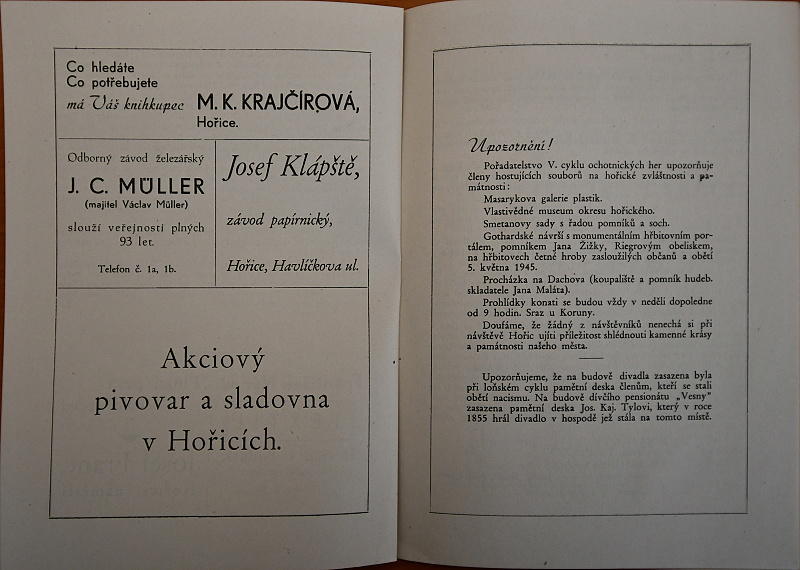 Co hledáte
Co potřebujete
má Váš knihkupec M. K. KRAJČÍROVÁ,
Hořice.
Odborný závod železářský
J. C. MÜLLER
(majitel Václav Müller)
slouží veřejnosti plných
93 let.
Telefon č. 1a, 1b.
Josef Klápště,
závod papírnický,
Hořice, Havlíčkova ul.
Akciový
pivovar a sladovna
v Hořicích.
Upozornění!
Pořadatelstvo V. cyklu ochotnických her upozorňuje
členy hostujících souborů na hořické zvláštnosti a pa-
mátnosti:
Masarykova galerie plastik.
Vlastivědné museum okresu hořického.
Smetanovy sady s řadou pomníků a soch.
Gothardské návrší s monumentálním hřbitovním por-
tálem, pomníkem Jana Žižky, Riegrovým obeliskem,
na hřbitovech četné hroby zasloužilých občanů a obětí
5. května 1945.
Procházka na Dachova (koupaliště a pomník hudeb.
skladatele Jana Maláta).
Prohlídky konati se budou vždy v neděli dopoledne
od 9 hodin. Sraz u Koruny.
Doufáme, že žádný z návštěvníků nenechá si při
návštěvě Hořic ujíti příležitost shlédnouti kamenné krásy
a památnosti našeho města.
Upozorňujeme, že na budově divadla zasazena byla
při loňském cyklu pamětní deska členům, kteří se stali
obětí nacismu. Na budově dívčího pensionátu „Vesny"
zasazena pamětní deska Jos. Kaj. Tylovi, který v roce
1855 hrál divadlo v hospodě jež stála na tomto místě.